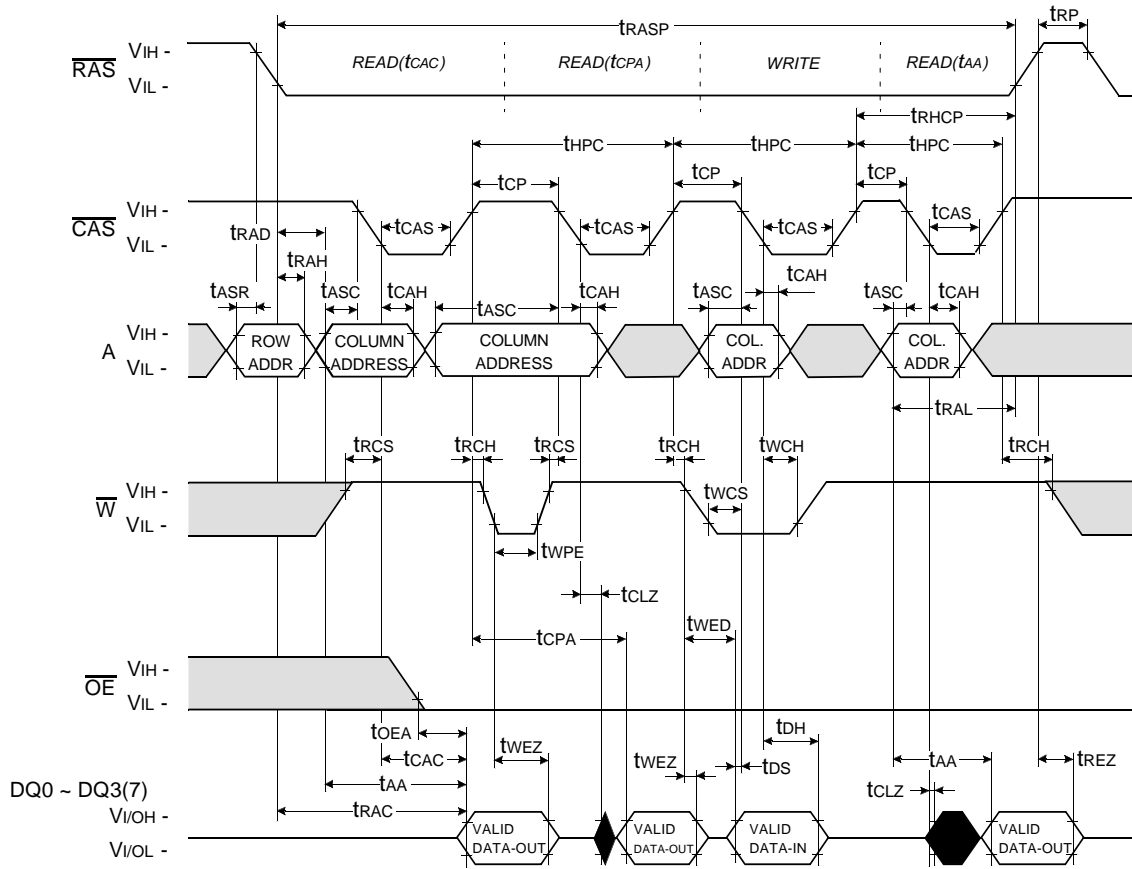 tRASP
tRP
VIH -
RAS
VIL -
READ(tCAC)
READ(tCPA)
WRITE
READ(tAA)
tRHCP
tHPC
tHPC
tHPC
tCP
tCP
tCP
VIH -
CAS
VIL -
tCAS
tCAS
tCAS
tCAS
tRAD
tRAH
tCAH
tASR
tASC
tCAH
tASC
tCAH
tASC
tASC
tCAH
VIH -
A
VIL -
ROW
ADDR
COLUMN
ADDRESS
COLUMN
ADDRESS
COL.
ADDR
COL.
ADDR
tRAL
tRCS
tRCH
tRCS
tRCH
tWCH
tRCH
VIH -
W
VIL -
tWCS
tWPE
tCLZ
tCPA
tWED
VIH -
OE
VIL -
tOEA
tCAC
tWEZ
tDH
tAA
tWEZ
tDS
tAA
tREZ
tRAC
tCLZ
DQ0 ~ DQ3(7)
VI/OH -
VI/OL -
VALID
DATA-OUT
VALID
DATA-OUT
VALID
DATA-IN
VALID
DATA-OUT